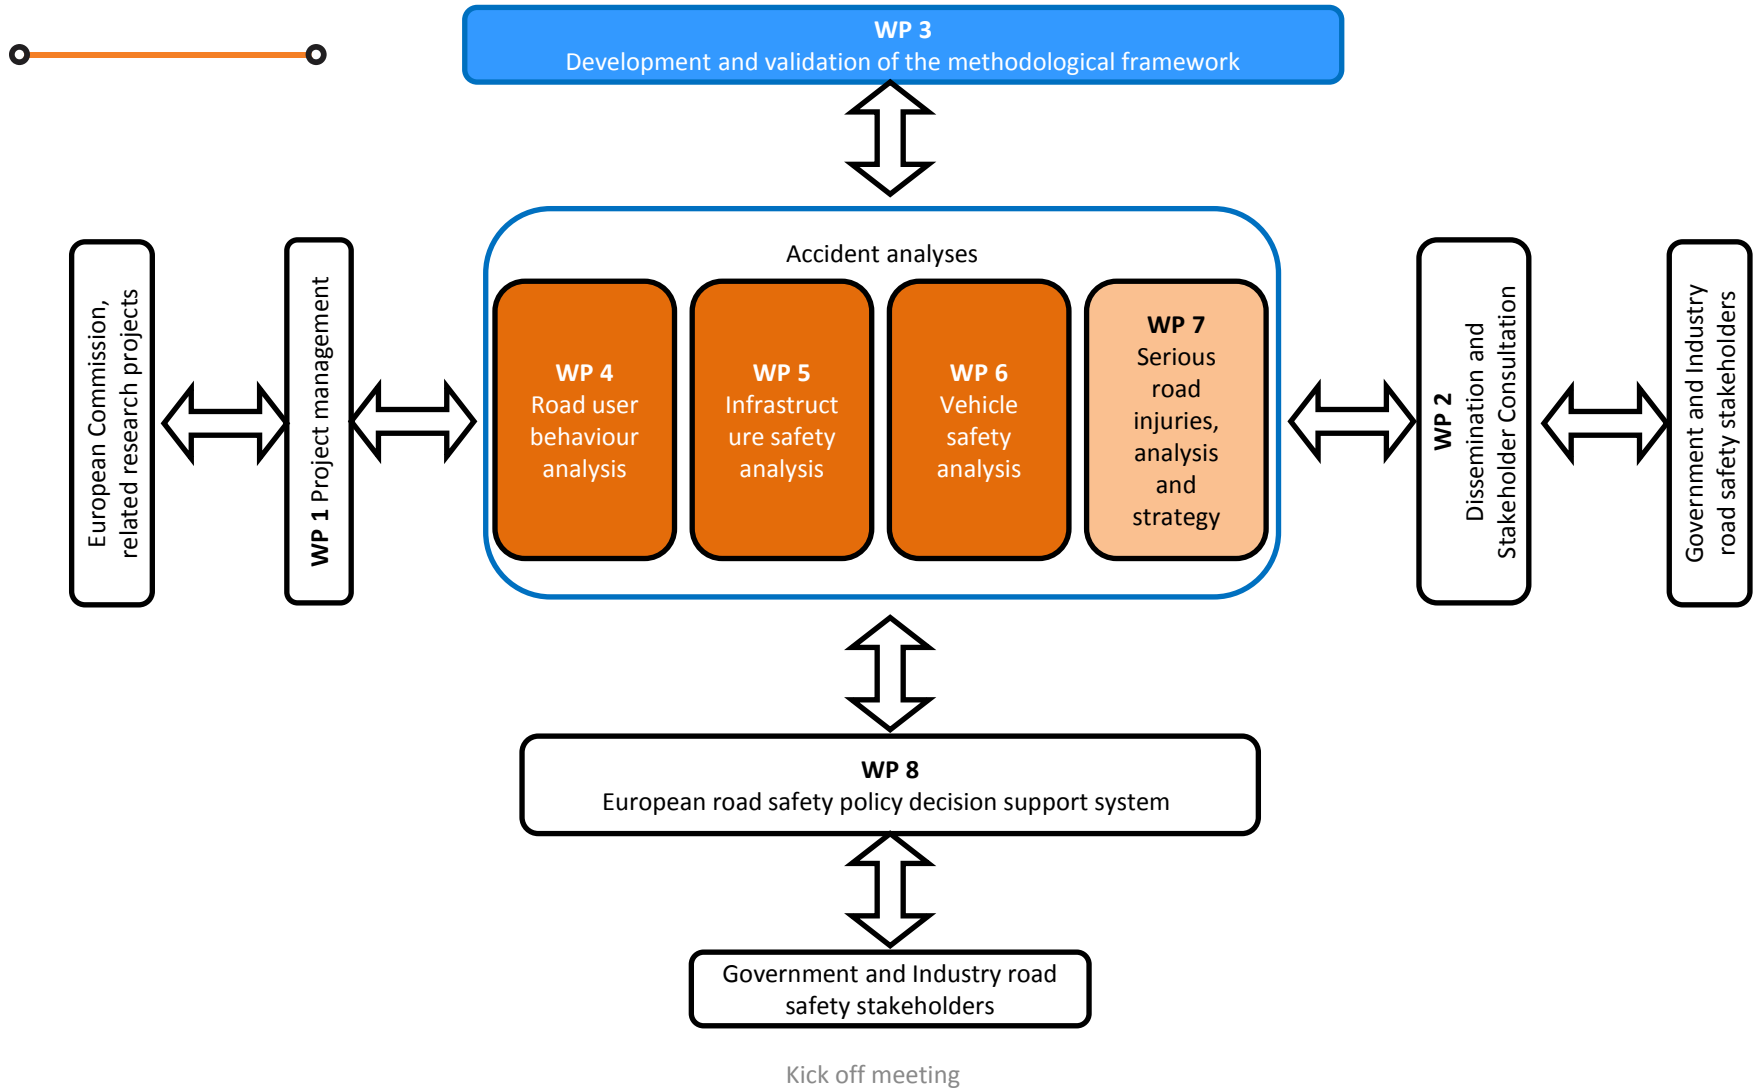 WP 3
Development and validation of the methodological framework
European Commission,
related research projects
WP 1 Project management
Accident analyses
WP 4
Road user
behaviour
analysis
WP 5
Infrastruct
ure safety
analysis
WP 6
Vehicle
safety
analysis
WP 7
Serious
road
injuries,
analysis
and
strategy
WP 2
Dissemination and
Stakeholder Consultation
Government and Industry
road safety stakeholders
WP 8
European road safety policy decision support system
Government and Industry road
safety stakeholders
Kick off meeting